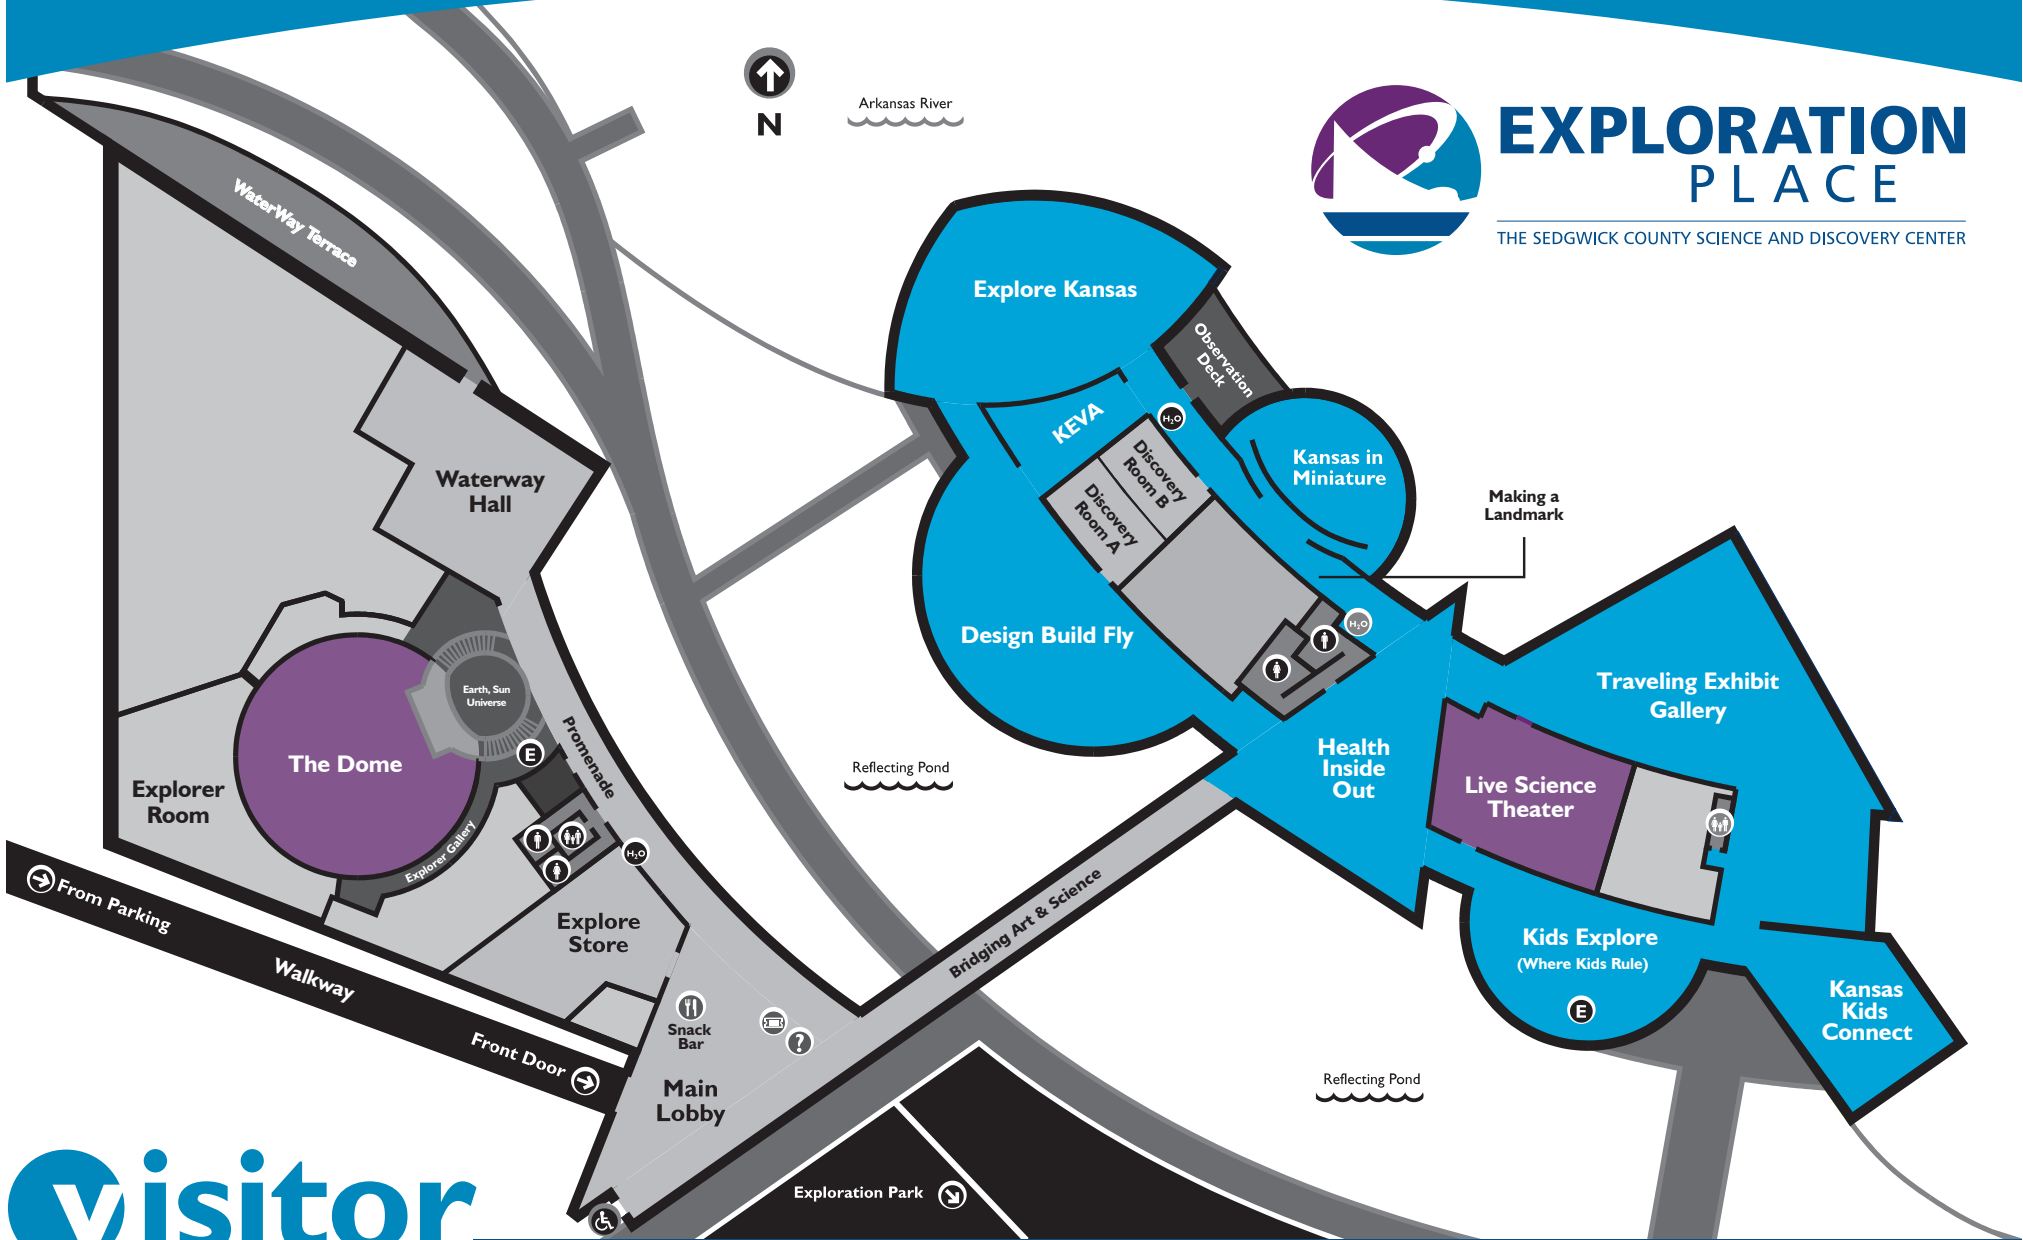 N
Arkansas River
EXPLORATION
PLACE
THE SEDGWICK COUNTY SCIENCE AND DISCOVERY CENTER
WaterWay Terrace
Explore Kansas
Observation
Deck
KEVA
H₂O
Kansas in
Miniature
Waterway
Hall
Discovery
Room B
Discovery
Room A
Making a
Landmark
Design Build Fly
H₂O
Earth, Sun
Universe
Traveling Exhibit
Gallery
Promenade
E
The Dome
Health
Inside
Out
Reflecting Pond
Live Science
Theater
Explorer
Room
Explorer Gallery
H₂O
From Parking
Explore
Store
Bridging Art & Science
Kids Explore
(Where Kids Rule)
E
Walkway
Kansas
Kids
Connect
Snack
Bar
?
Front Door
Main
Lobby
Reflecting Pond
Exploration Park
visitor